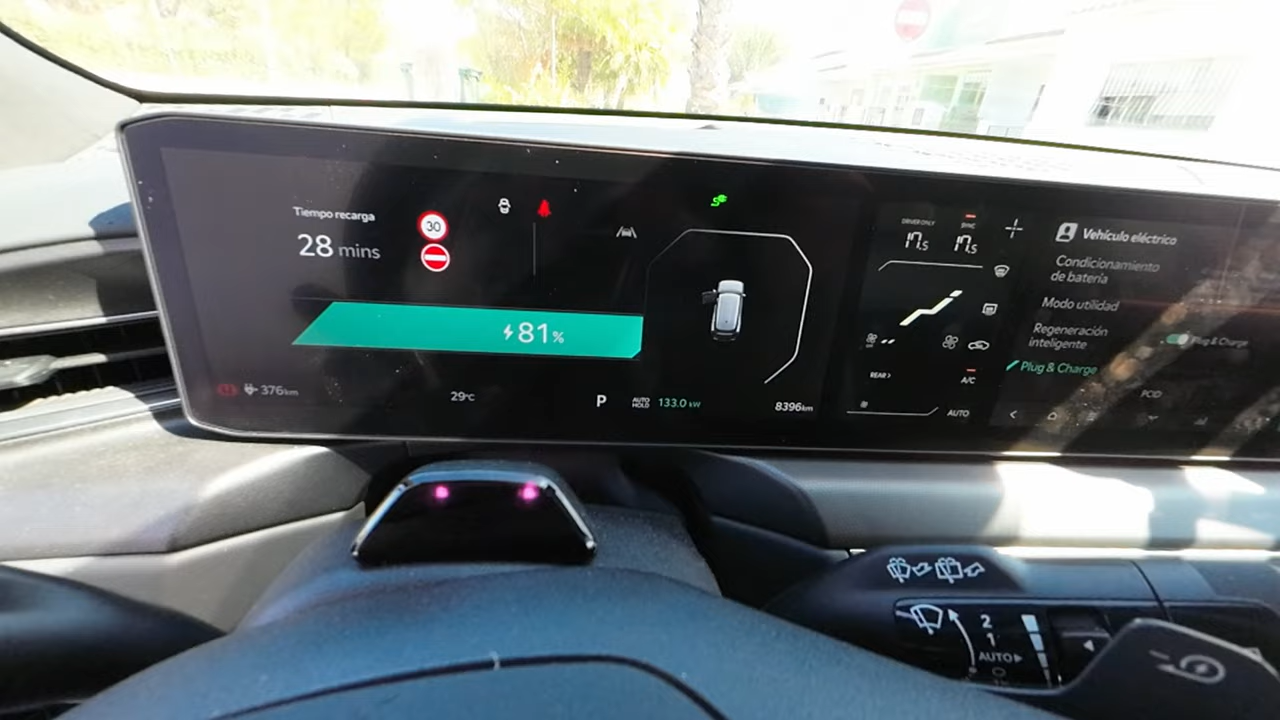 Tiempo recarga
28 mins
30
81%
376km
29°C
P
AUTO
HOLD
133.0 kW
8396km
DRIVER ONLY
17.5
SYNC
17.5
REAR>
A/C
AUTO
Vehículo eléctrico
Condicionamiento
de batería
Modo utilidad
Regeneración
inteligente
Plug & Charge
Plug & Charge
2
1
AUTO